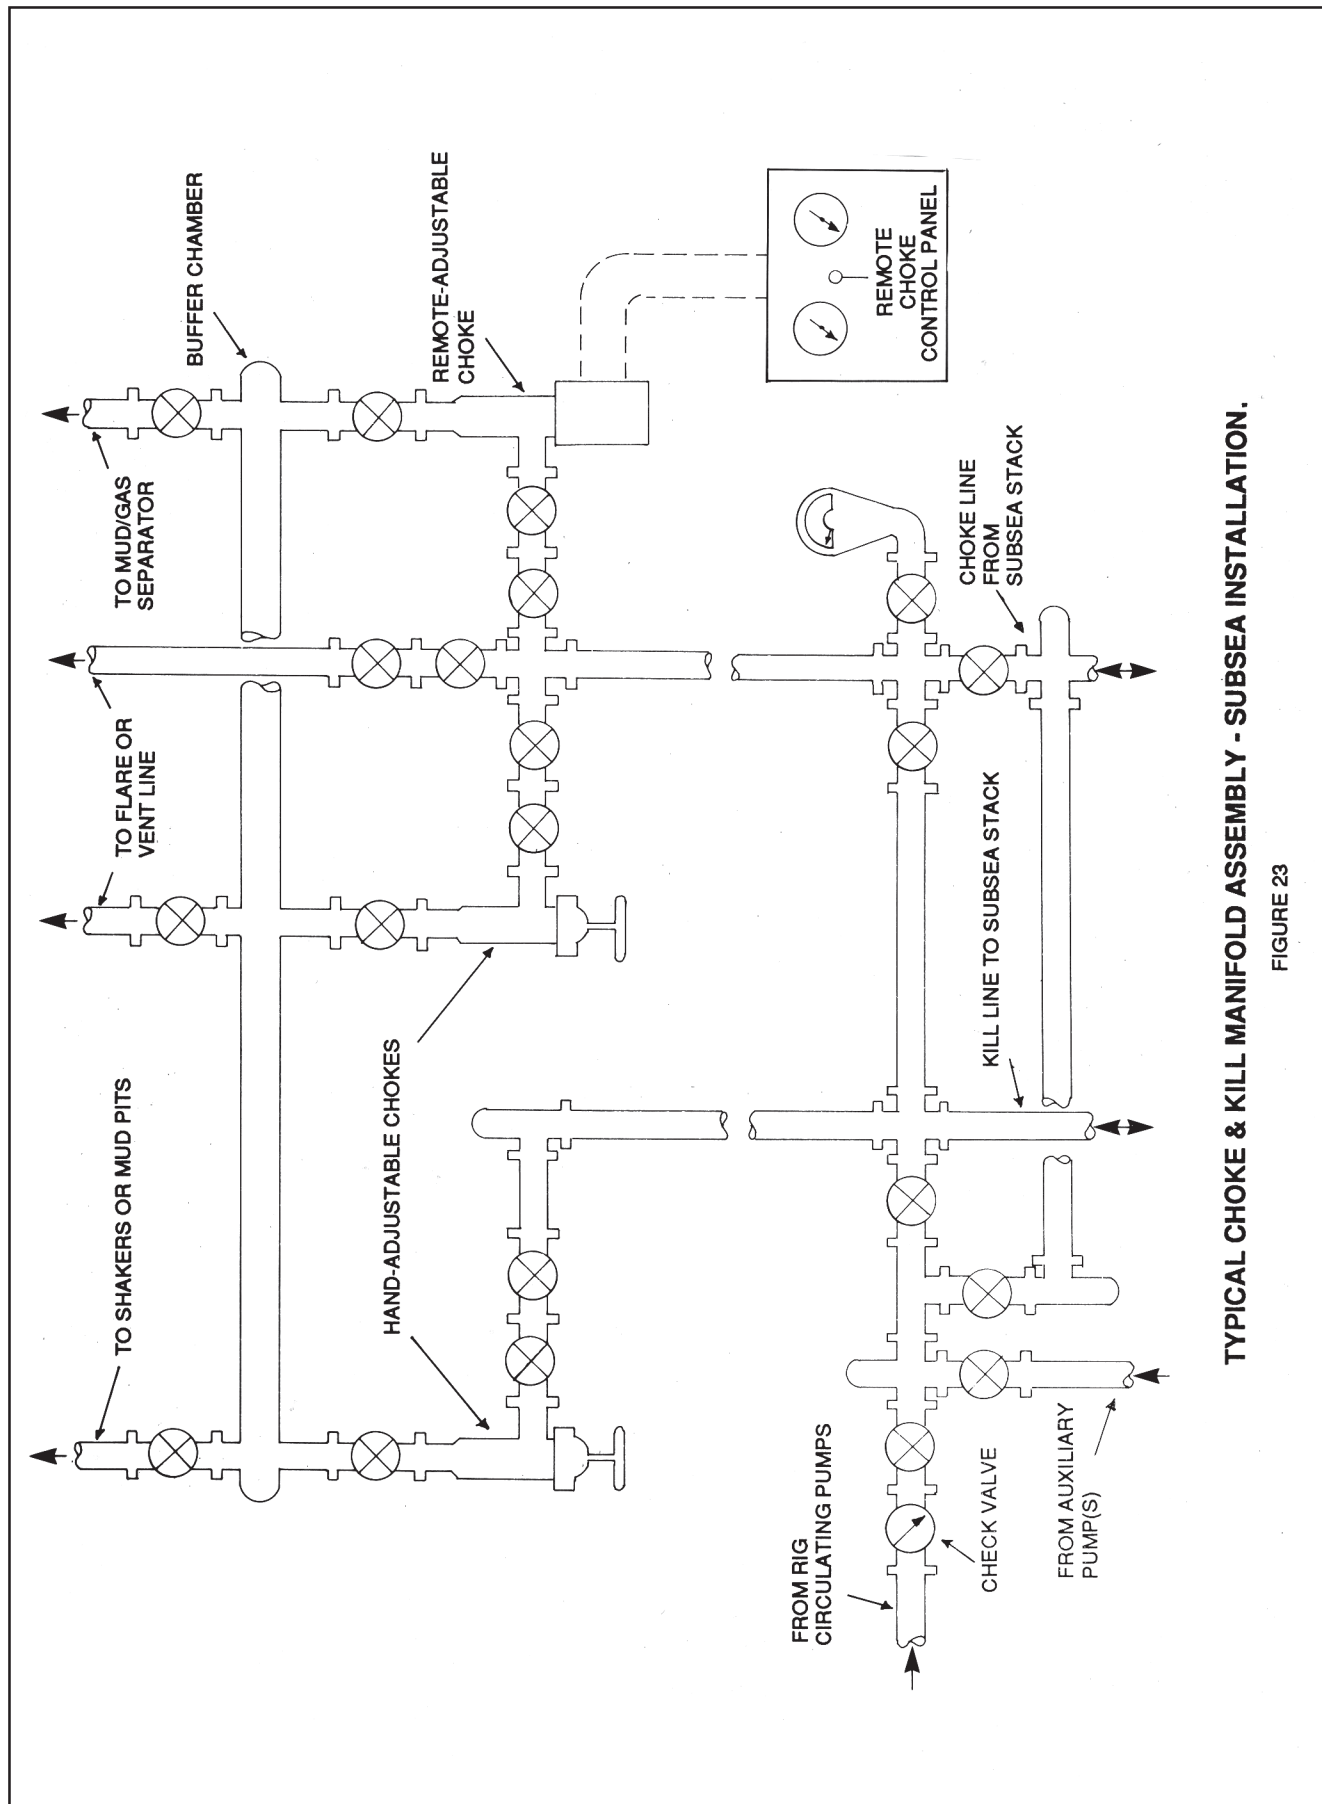 TO SHAKERS OR MUD PITS
TO FLARE OR
VENT LINE
TO MUD/GAS
SEPARATOR
BUFFER CHAMBER
HAND-ADJUSTABLE CHOKES
REMOTE-ADJUSTABLE
CHOKE
FROM RIG
CIRCULATING PUMPS
CHECK VALVE
FROM AUXILIARY
PUMP(S)
KILL LINE TO SUBSEA STACK
CHOKE LINE
FROM
SUBSEA STACK
REMOTE
CHOKE
CONTROL PANEL
TYPICAL CHOKE & KILL MANIFOLD ASSEMBLY - SUBSEA INSTALLATION.
FIGURE 23